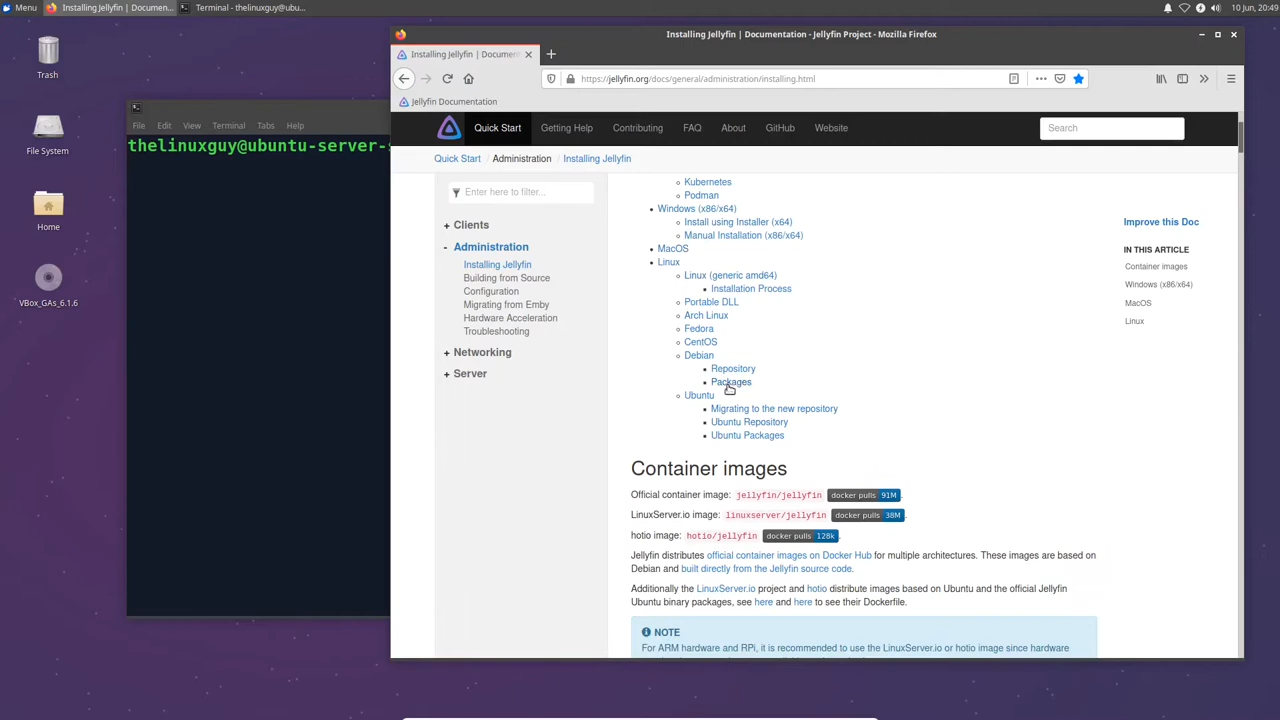 Menu
Installing Jellyfin | Document...
Terminal - thelinuxguy@ubu...
10 Jun, 20:49
Trash
File System
Home
VBox_GAs_6.1.6
File Edit View Terminal Tabs Help
thelinuxguy@ubuntu-server-
Installing Jellyfin | Documentation - Jellyfin Project - Mozilla Firefox
Installing Jellyfin | Documen
https://jellyfin.org/docs/general/administration/installing.html
Jellyfin Documentation
Quick Start Getting Help Contributing FAQ About GitHub Website
Search
Quick Start / Administration / Installing Jellyfin
Enter here to filter...
+ Clients
- Administration
Installing Jellyfin
Building from Source
Configuration
Migrating from Emby
Hardware Acceleration
Troubleshooting
+ Networking
+ Server
Kubernetes
Podman
Windows (x86/x64)
Install using Installer (x64)
Manual Installation (x86/x64)
MacOS
Linux
Linux (generic amd64)
Installation Process
Portable DLL
Arch Linux
Fedora
CentOS
Debian
Repository
Packages
Ubuntu
Migrating to the new repository
Ubuntu Repository
Ubuntu Packages
Improve this Doc
IN THIS ARTICLE
Container images
Windows (x86/x64)
MacOS
Linux
Container images
Official container image: jellyfin/jellyfin docker pulls 91M.
LinuxServer.io image: linuxserver/jellyfin docker pulls 38M.
hotio image: hotio/jellyfin docker pulls 128k.
Jellyfin distributes official container images on Docker Hub for multiple architectures. These images are based on
Debian and built directly from the Jellyfin source code.
Additionally the LinuxServer.io project and hotio distribute images based on Ubuntu and the official Jellyfin
Ubuntu binary packages, see here and here to see their Dockerfile.
NOTE
For ARM hardware and RPi, it is recommended to use the LinuxServer.io or hotio image since hardware